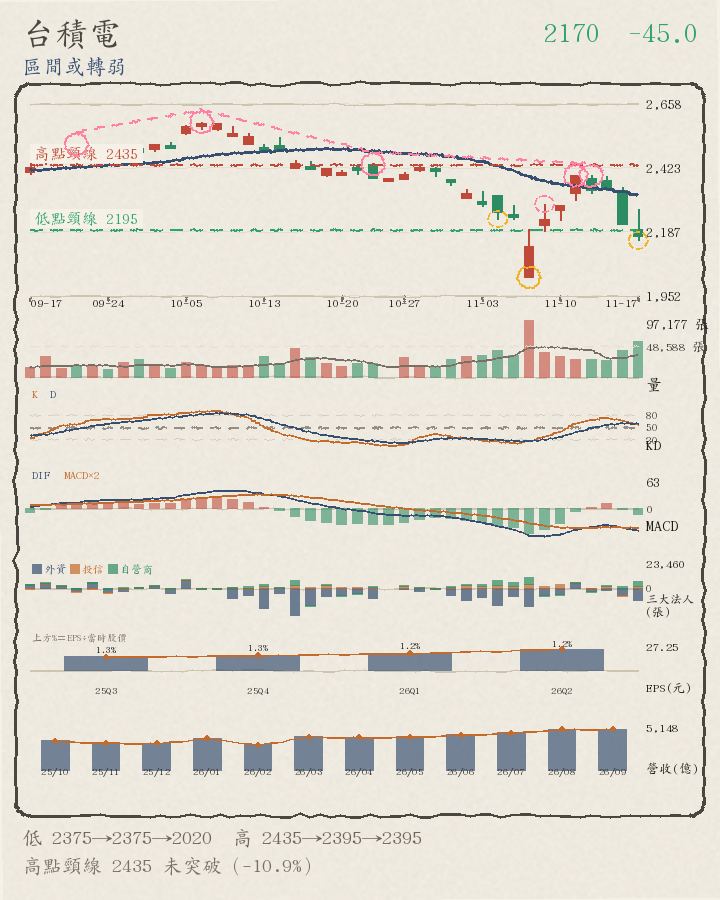 台積電
2170 -45.0
區間或轉弱
2,658
高點頸線 2435
2,423
低點頸線 2195
2,187
1,952
09-17 09-24 10-05 10-13 10-20 10-27 11-03 11-10 11-17
97,177 張
48,588 張
量
K D
80
50
20
KD
DIF MACD×2
63
0
MACD
外資 投信 自營商
23,460
0
三大法人
(張)
上方%=EPS÷當時股價
1.3% 1.3% 1.2% 1.2%
27.25
25Q3 25Q4 26Q1 26Q2
EPS(元)
5,148
25/10 25/11 25/12 26/01 26/02 26/03 26/04 26/05 26/06 26/07 26/08 26/09
營收(億)
低 2375→2375→2020 高 2435→2395→2395
高點頸線 2435 未突破 (-10.9%)